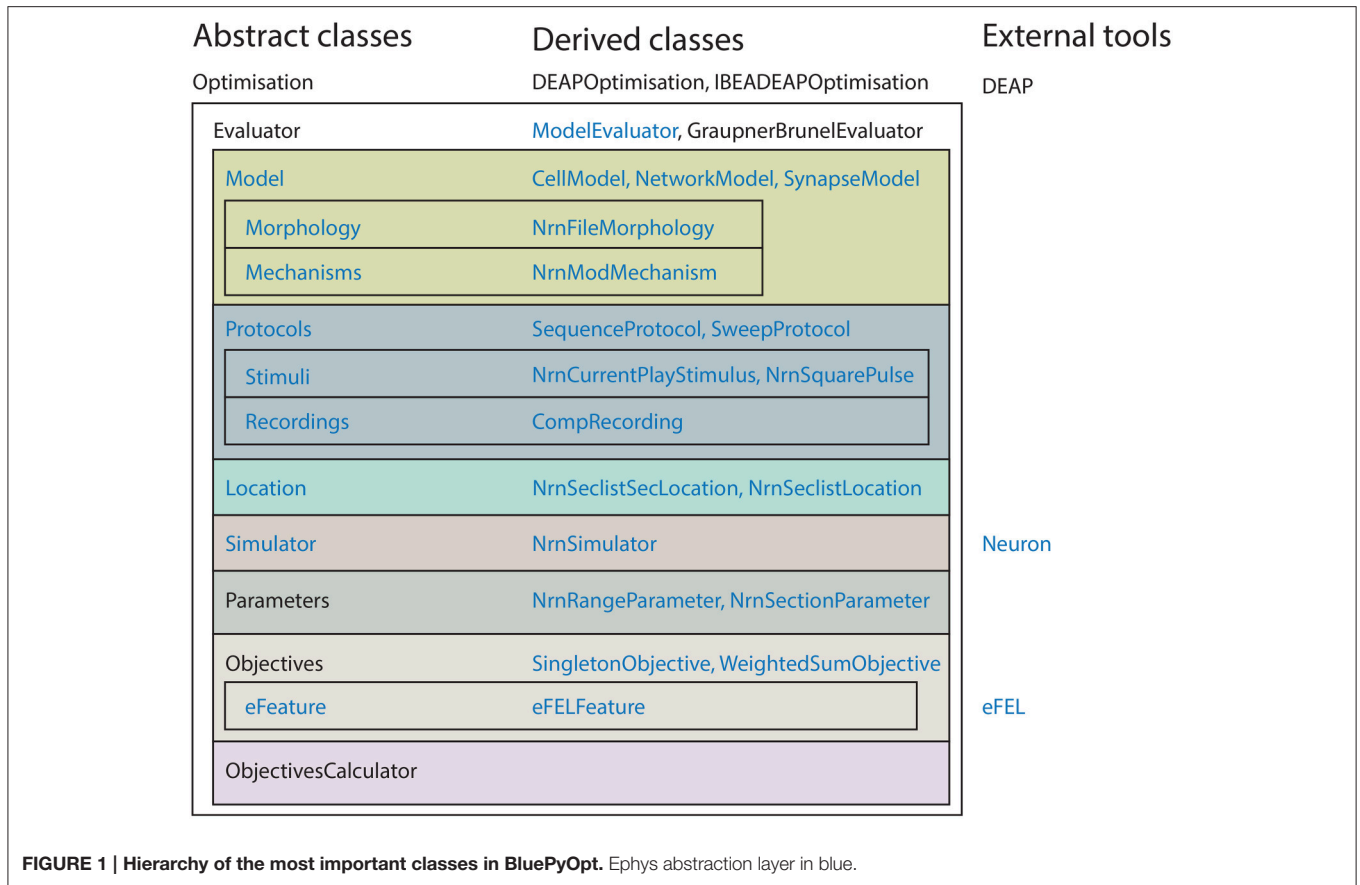 Abstract classes Derived classes External tools
Optimisation DEAPOptimisation, IBEADEAPOptimisation DEAP
Evaluator ModelEvaluator, GraupnerBrunelEvaluator
Model CellModel, NetworkModel, SynapseModel
Morphology NrnFileMorphology
Mechanisms NrnModMechanism
Protocols SequenceProtocol, SweepProtocol
Stimuli NrnCurrentPlayStimulus, NrnSquarePulse
Recordings CompRecording
Location NrnSeclistSecLocation, NrnSeclistLocation
Simulator NrnSimulator Neuron
Parameters NrnRangeParameter, NrnSectionParameter
Objectives SingletonObjective, WeightedSumObjective
eFeature eFELFeature eFEL
ObjectivesCalculator
FIGURE 1 | Hierarchy of the most important classes in BluePyOpt. Ephys abstraction layer in blue.